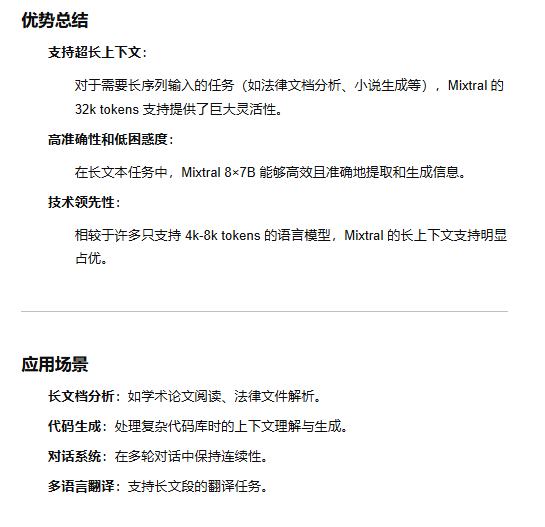 优势总结
支持超长上下文：
对于需要长序列输入的任务（如法律文档分析、小说生成等），Mixtral 的
32k tokens 支持提供了巨大灵活性。
高准确性和低困惑度：
在长文本任务中，Mixtral 8×7B 能够高效且准确地提取和生成信息。
技术领先性：
相较于许多只支持 4k-8k tokens 的语言模型，Mixtral 的长上下文支持明显
占优。
应用场景
长文档分析：如学术论文阅读、法律文件解析。
代码生成：处理复杂代码库时的上下文理解与生成。
对话系统：在多轮对话中保持连续性。
多语言翻译：支持长文段的翻译任务。